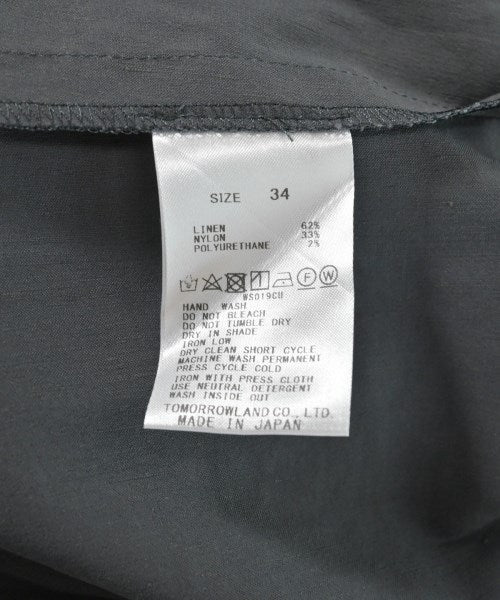 SIZE 34
LINEN 62%
NYLON 33%
POLYURETHANE 2%
F W
WS019CU
HAND WASH
DO NOT BLEACH
DO NOT TUMBLE DRY
DRY IN SHADE
IRON LOW
DRY CLEAN SHORT CYCLE
MACHINE WASH PERMANENT
PRESS CYCLE COLD
IRON WITH PRESS CLOTH
USE NEUTRAL DETERGENT
WASH INSIDE OUT
TOMORROWLAND CO., LTD.
MADE IN JAPAN